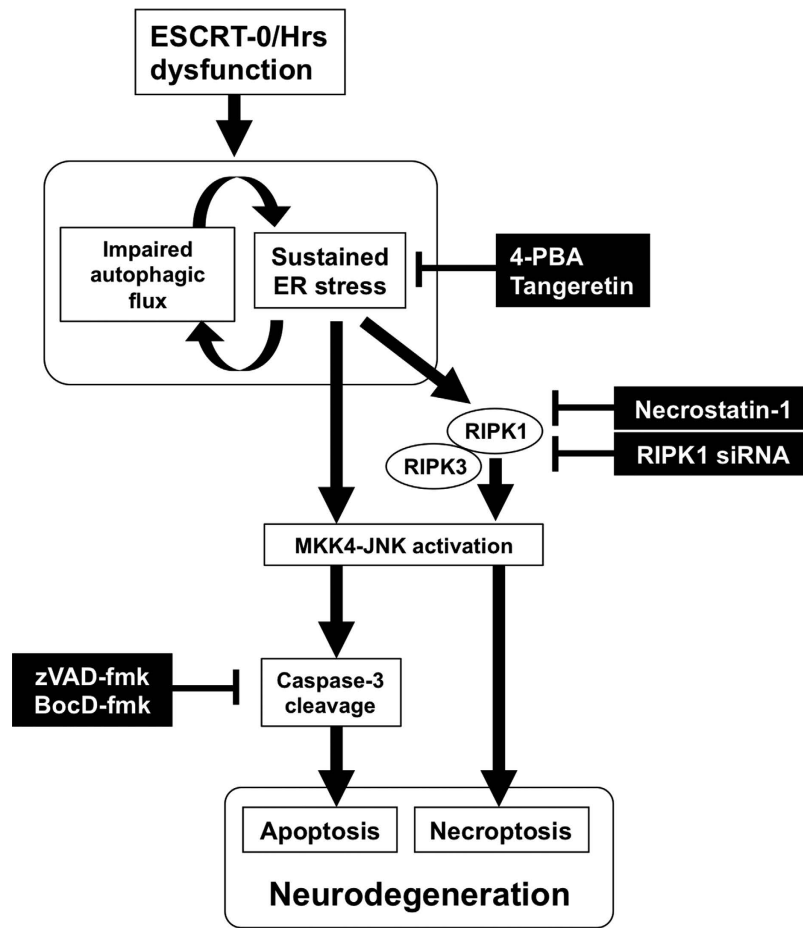 ESCRT-0/Hrs
dysfunction
Impaired
autophagic
flux
Sustained
ER stress
4-PBA
Tangeretin
RIPK1
RIPK3
Necrostatin-1
RIPK1 siRNA
MKK4-JNK activation
zVAD-fmk
BocD-fmk
Caspase-3
cleavage
Apoptosis
Necroptosis
Neurodegeneration